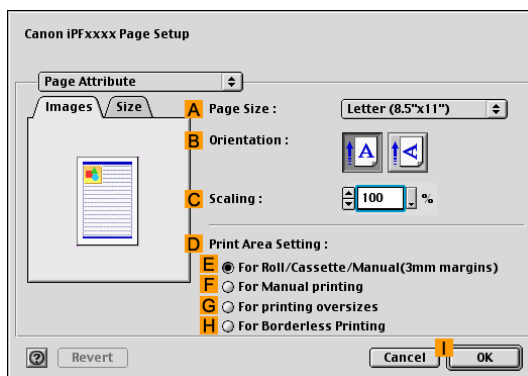 Canon iPFxxxx Page Setup
Page Attribute
Images Size
A Page Size : Letter (8.5"x11")
B Orientation :
A A
C Scaling : 100 %
D Print Area Setting :
E For Roll/Cassette/Manual(3mm margins)
F For Manual printing
G For printing oversizes
H For Borderless Printing
I
? Revert Cancel OK